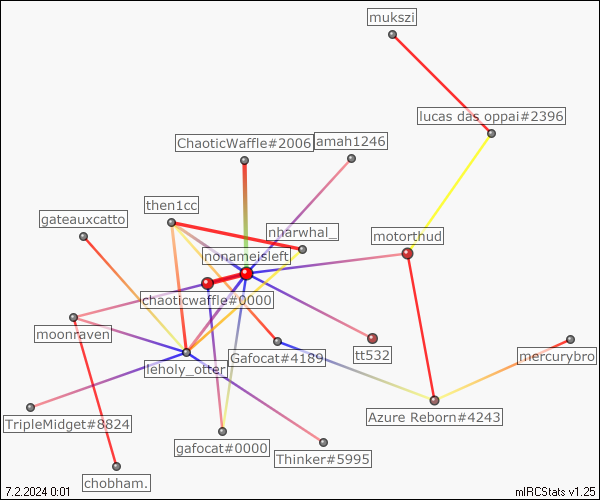 mukszi
lucas das oppai#2396
ChaoticWaffle#2006
amah1246
then1cc
gateauxcatto
nharwhal_
motorthud
nonameisleft
chaoticwaffle#0000
moonraven
Gafocat#4189
tt532
mercurybro
leholy_otter
TripleMidget#8824
Azure Reborn#4243
gafocat#0000
Thinker#5995
chobham.
7.2.2024 0:01
mIRCStats v1.25